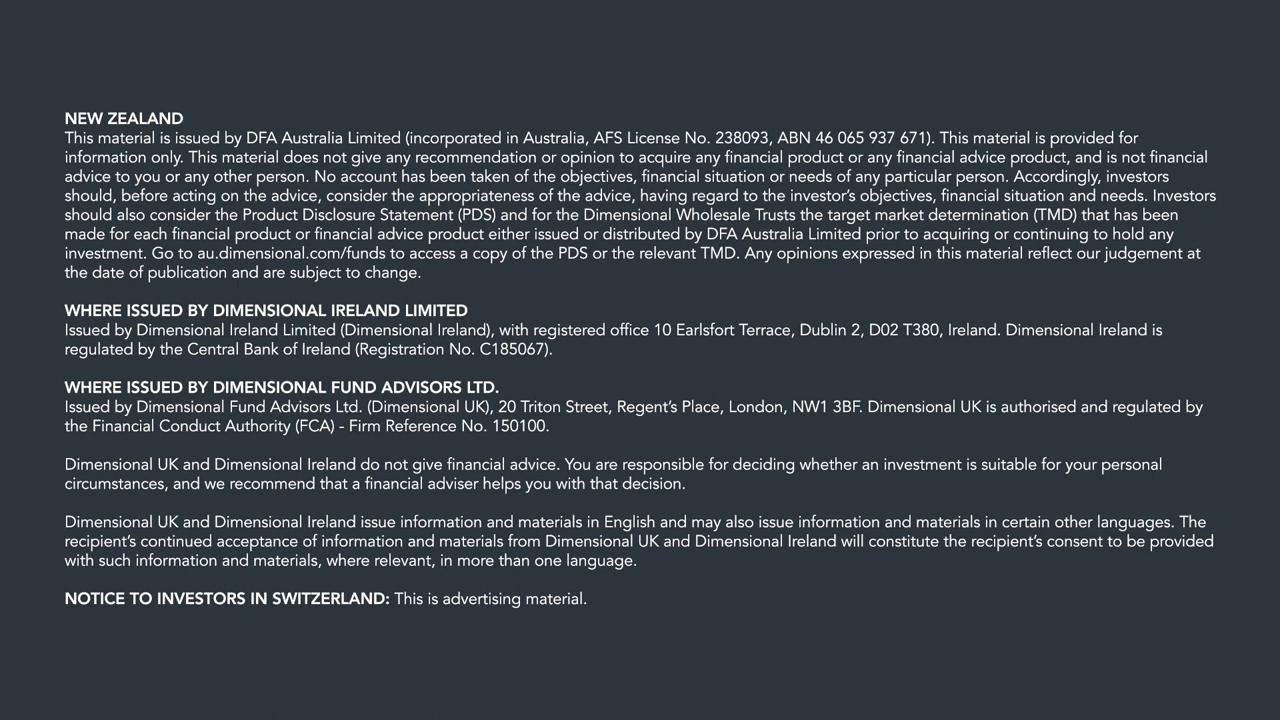 NEW ZEALAND
This material is issued by DFA Australia Limited (incorporated in Australia, AFS License No. 238093, ABN 46 065 937 671). This material is provided for
information only. This material does not give any recommendation or opinion to acquire any financial product or any financial advice product, and is not financial
advice to you or any other person. No account has been taken of the objectives, financial situation or needs of any particular person. Accordingly, investors
should, before acting on the advice, consider the appropriateness of the advice, having regard to the investor’s objectives, financial situation and needs. Investors
should also consider the Product Disclosure Statement (PDS) and for the Dimensional Wholesale Trusts the target market determination (TMD) that has been
made for each financial product or financial advice product either issued or distributed by DFA Australia Limited prior to acquiring or continuing to hold any
investment. Go to au.dimensional.com/funds to access a copy of the PDS or the relevant TMD. Any opinions expressed in this material reflect our judgement at
the date of publication and are subject to change.
WHERE ISSUED BY DIMENSIONAL IRELAND LIMITED
Issued by Dimensional Ireland Limited (Dimensional Ireland), with registered office 10 Earlsfort Terrace, Dublin 2, D02 T380, Ireland. Dimensional Ireland is
regulated by the Central Bank of Ireland (Registration No. C185067).
WHERE ISSUED BY DIMENSIONAL FUND ADVISORS LTD.
Issued by Dimensional Fund Advisors Ltd. (Dimensional UK), 20 Triton Street, Regent’s Place, London, NW1 3BF. Dimensional UK is authorised and regulated by
the Financial Conduct Authority (FCA) - Firm Reference No. 150100.
Dimensional UK and Dimensional Ireland do not give financial advice. You are responsible for deciding whether an investment is suitable for your personal
circumstances, and we recommend that a financial adviser helps you with that decision.
Dimensional UK and Dimensional Ireland issue information and materials in English and may also issue information and materials in certain other languages. The
recipient’s continued acceptance of information and materials from Dimensional UK and Dimensional Ireland will constitute the recipient’s consent to be provided
with such information and materials, where relevant, in more than one language.
NOTICE TO INVESTORS IN SWITZERLAND: This is advertising material.